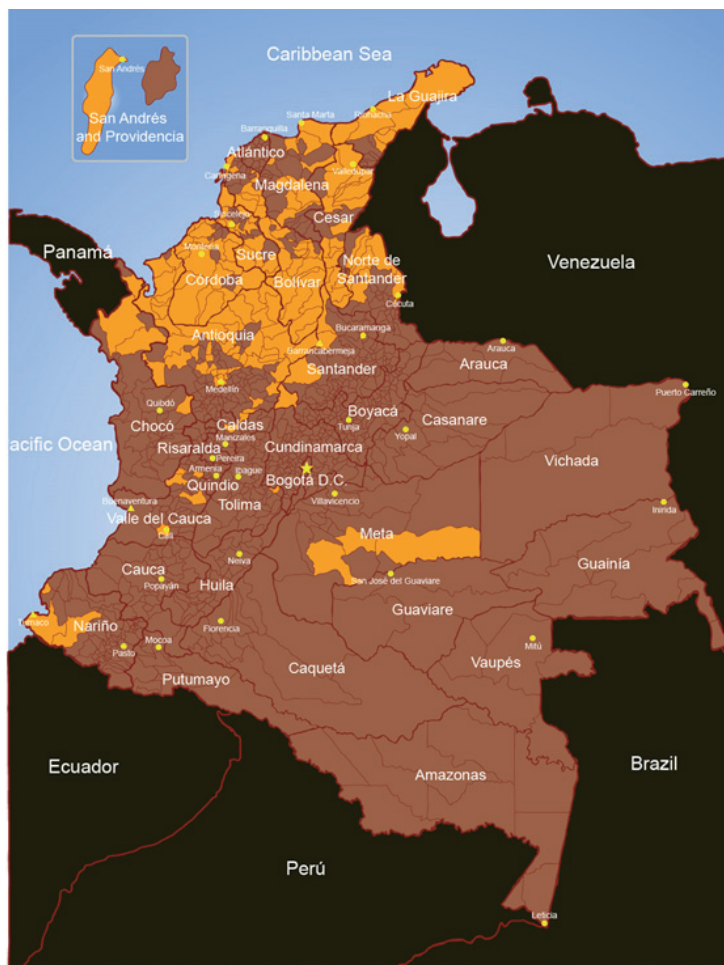 Caribbean Sea
San Andrés
San Andrés
and Providencia
La Guajira
Riohacha
Santa Marta
Barranquilla
Atlántico
Cartagena
Magdalena
Valledupar
Cesar
Sincelejo
Panamá
Montería
Sucre
Córdoba
Bolívar
Norte de
Santander
Venezuela
Cúcuta
Antioquia
Bucaramanga
Barrancabermeja
Santander
Arauca
Arauca
Medellín
Puerto Carreño
Quibdó
Chocó
Caldas
Boyacá
Tunja
Casanare
Yopal
Manizales
Cundinamarca
acific Ocean
Risaralda
Pereira
Vichada
Armenia
Ibague
Quindio
Bogotá D.C.
Tolima
Villavicencio
Buenaventura
Valle del Cauca
Inirida
Cali
Meta
Neiva
Guainía
Cauca
Popayán
Huila
San José del Guaviare
Guaviare
Tumaco
Nariño
Florencia
Mocoa
Pasto
Mitú
Vaupés
Caquetá
Putumayo
Ecuador
Amazonas
Brazil
Perú
Leticia